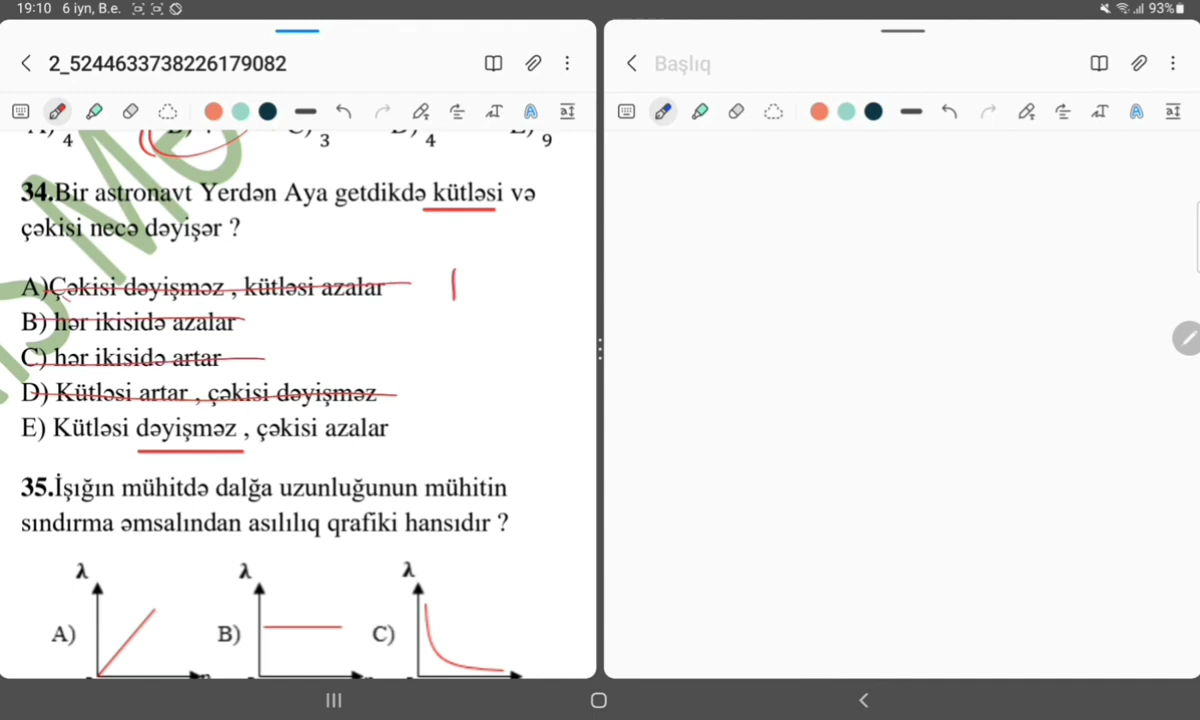 19:10 6 iyn, B.e. 93%
2_5244633738226179082
Başlıq
A) 4 B) C) 3 D) 4 E) 9
34.Bir astronavt Yerdən Aya getdikdə kütləsi və
çəkisi necə dəyişər ?
A)Çəkisi dəyişməz , kütləsi azalar
B) hər ikisidə azalar
C) hər ikisidə artar
D) Kütləsi artar , çəkisi dəyişməz
E) Kütləsi dəyişməz , çəkisi azalar
35.İşığın mühitdə dalğa uzunluğunun mühitin
sındırma əmsalından asılılıq qrafiki hansıdır ?
λ λ λ
A) B) C)